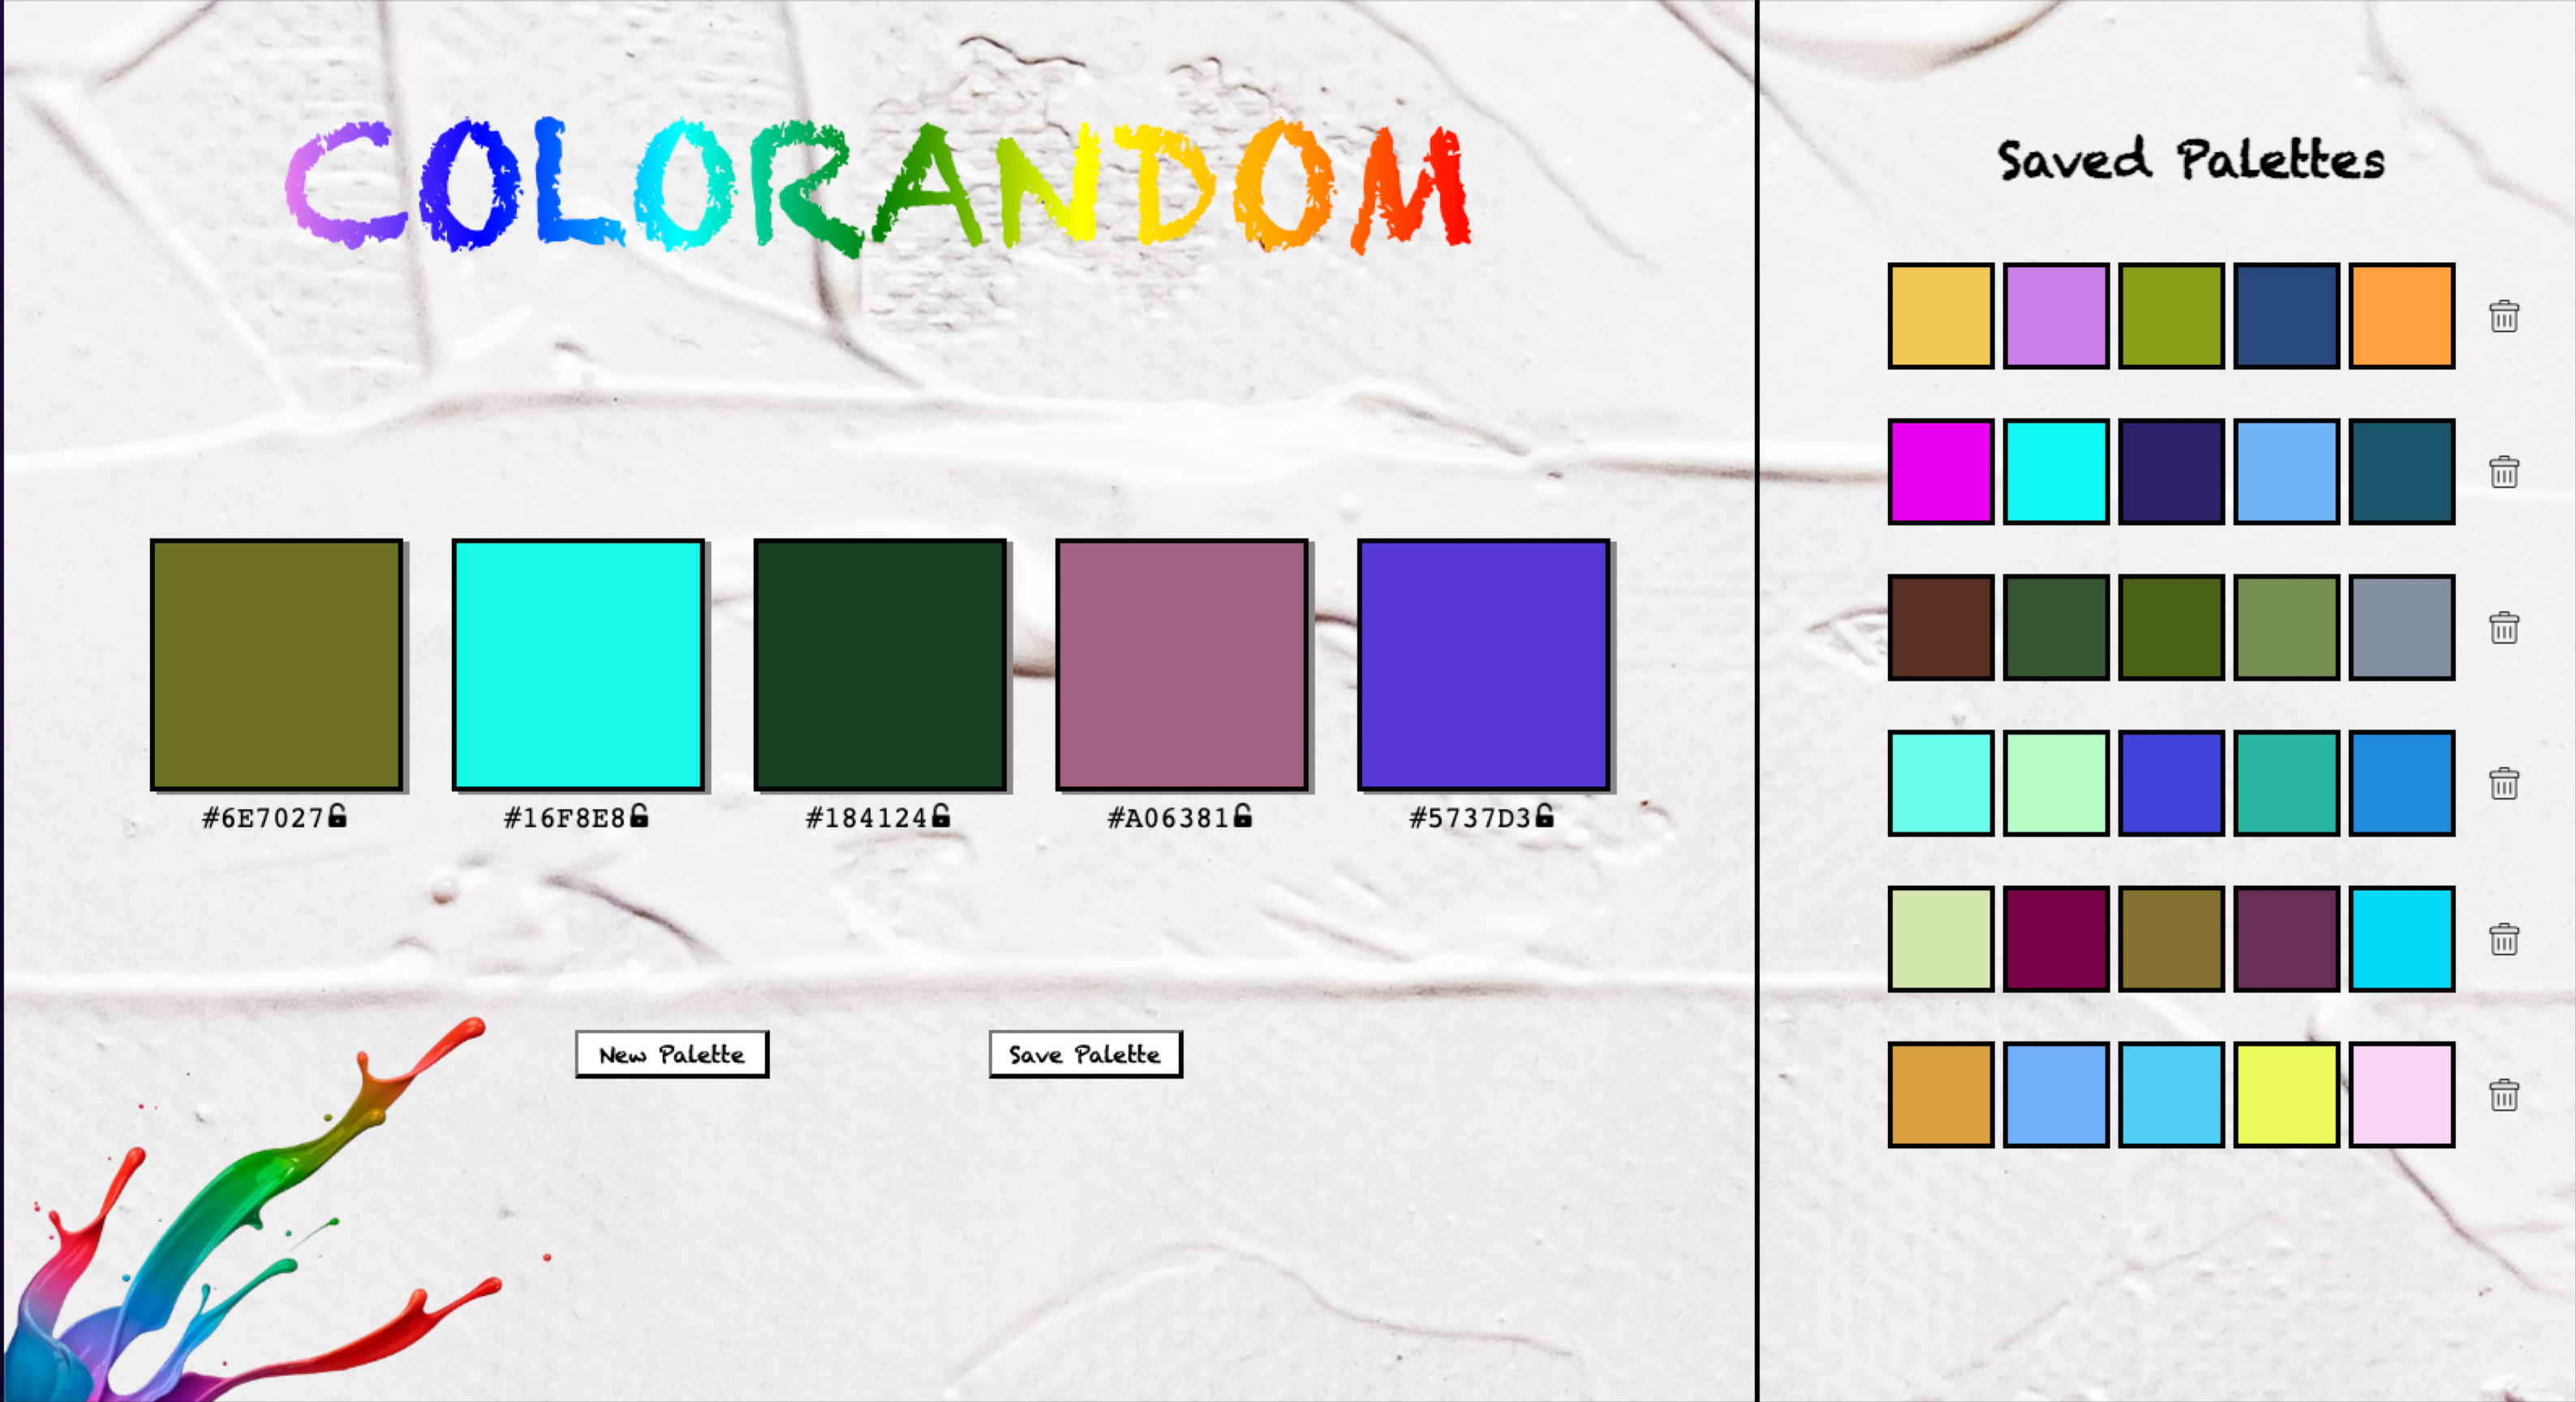 COLORANDOM
#6E7027
#16F8E8
#184124
#A06381
#5737D3
New Palette
Save Palette
Saved Palettes